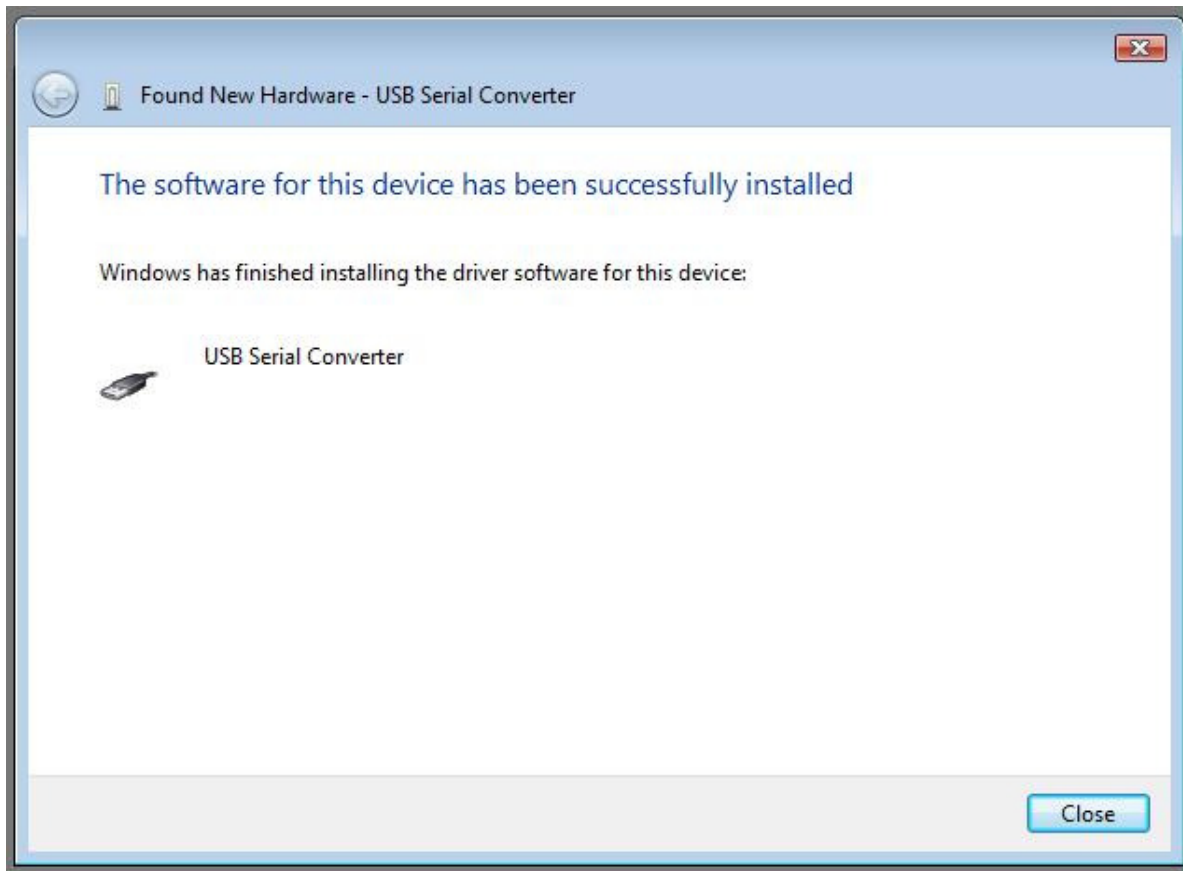 Found New Hardware - USB Serial Converter
The software for this device has been successfully installed
Windows has finished installing the driver software for this device:
USB Serial Converter
Close